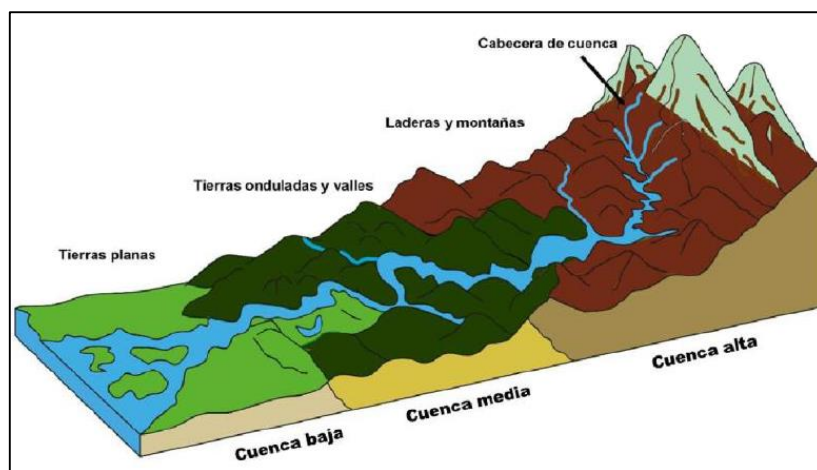 Cabecera de cuenca
Laderas y montañas
Tierras onduladas y valles
Tierras planas
Cuenca alta
Cuenca media
Cuenca baja